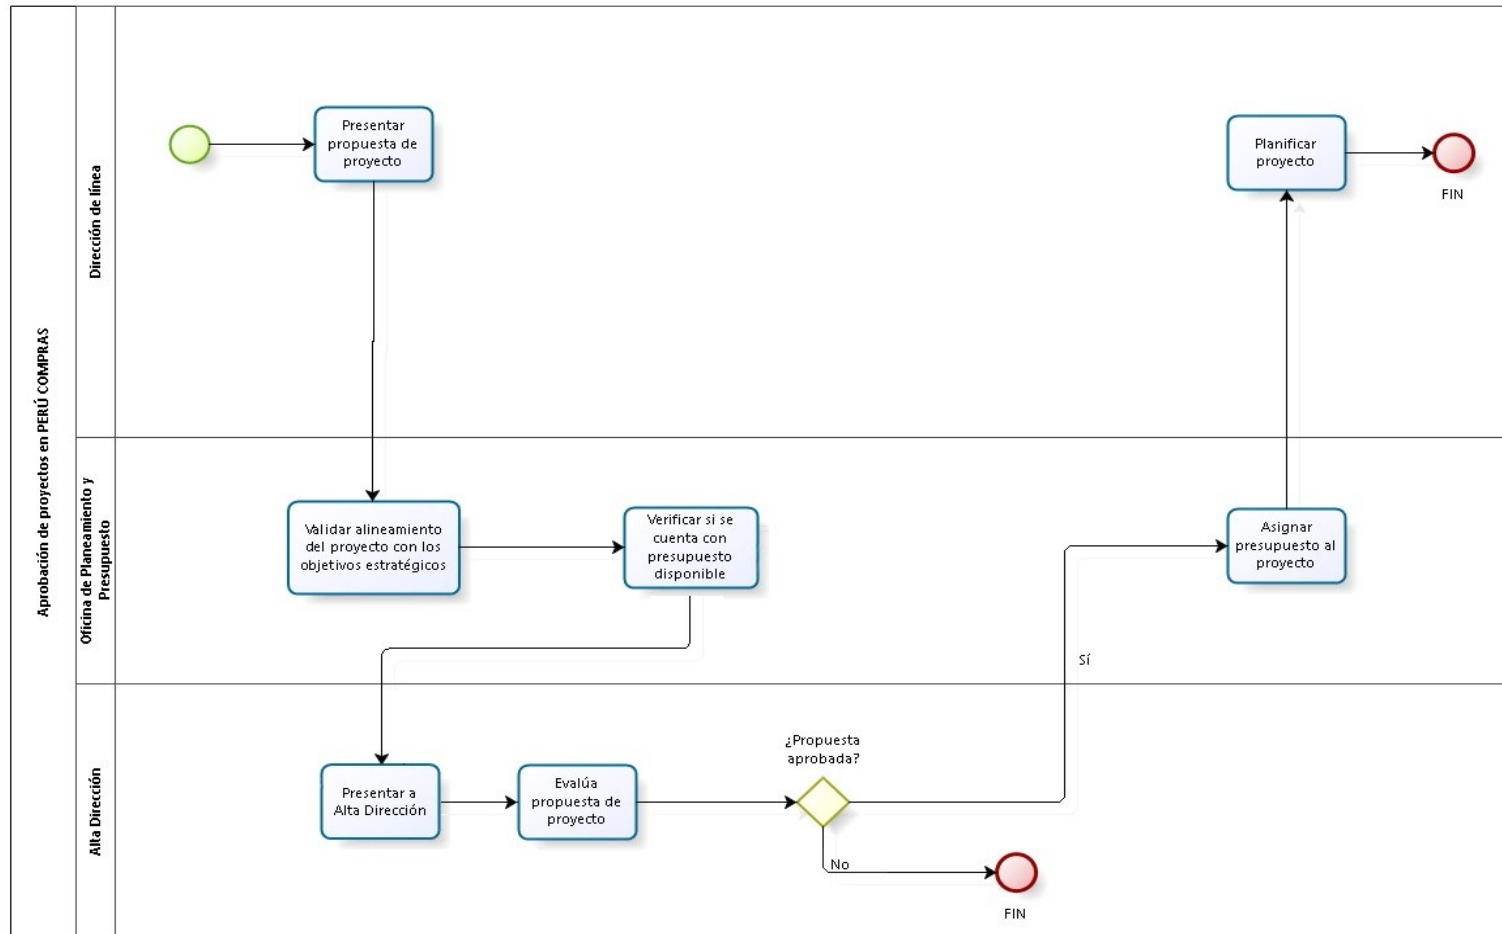 Aprobación de proyectos en PERÚ COMPRAS
Dirección de línea
Presentar
propuesta de
proyecto
Planificar
proyecto
FIN
Oficina de Planeamiento y
Presupuesto
Validar alineamiento
del proyecto con los
objetivos estratégicos
Verificar si se
cuenta con
presupuesto
disponible
Asignar
presupuesto al
proyecto
Sí
Alta Dirección
Presentar a
Alta Dirección
Evalúa
propuesta de
proyecto
¿Propuesta
aprobada?
No
FIN